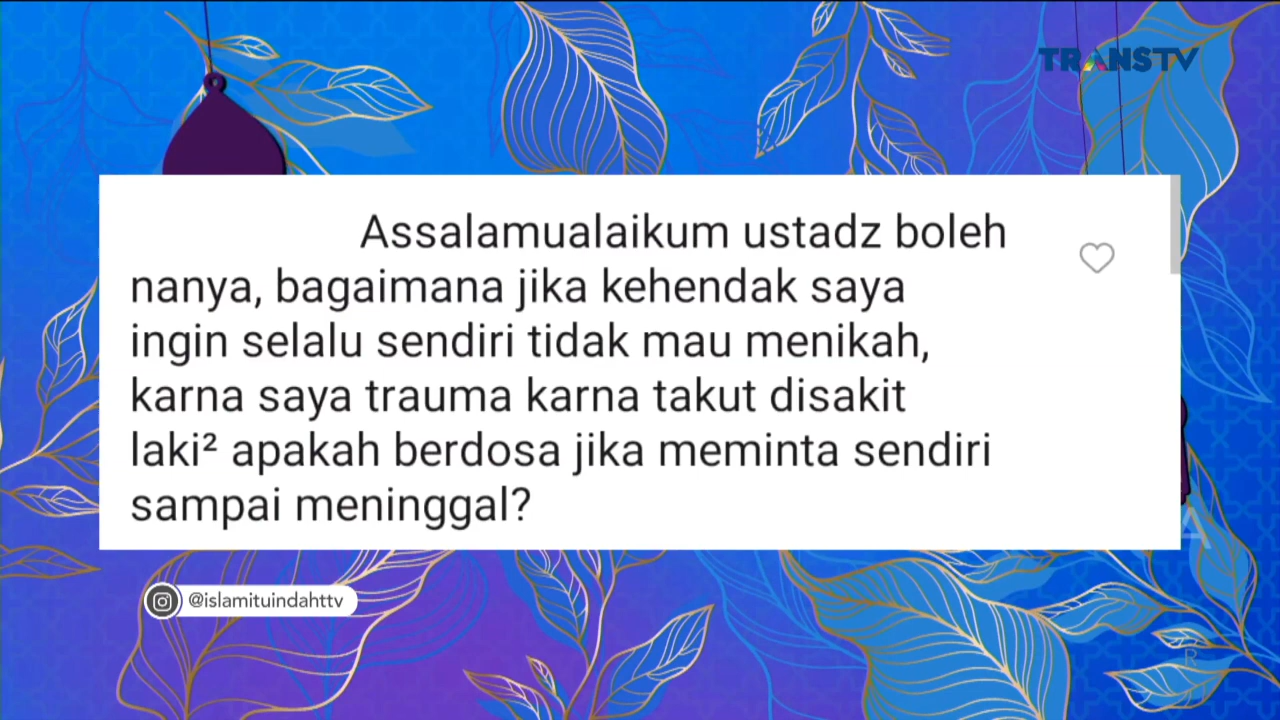 TRANSTV
Assalamualaikum ustadz boleh
nanya, bagaimana jika kehendak saya
ingin selalu sendiri tidak mau menikah,
karna saya trauma karna takut disakit
laki² apakah berdosa jika meminta sendiri
sampai meninggal?
@islamituindahttv